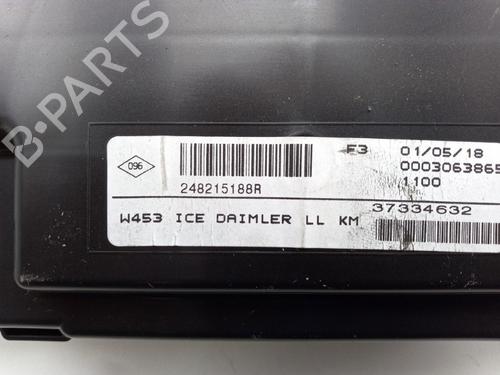 B-PARTS
096
248215188R
F3 01/05/18
0003063865
1100
W453 ICE DAIMLER LL KM
37334632